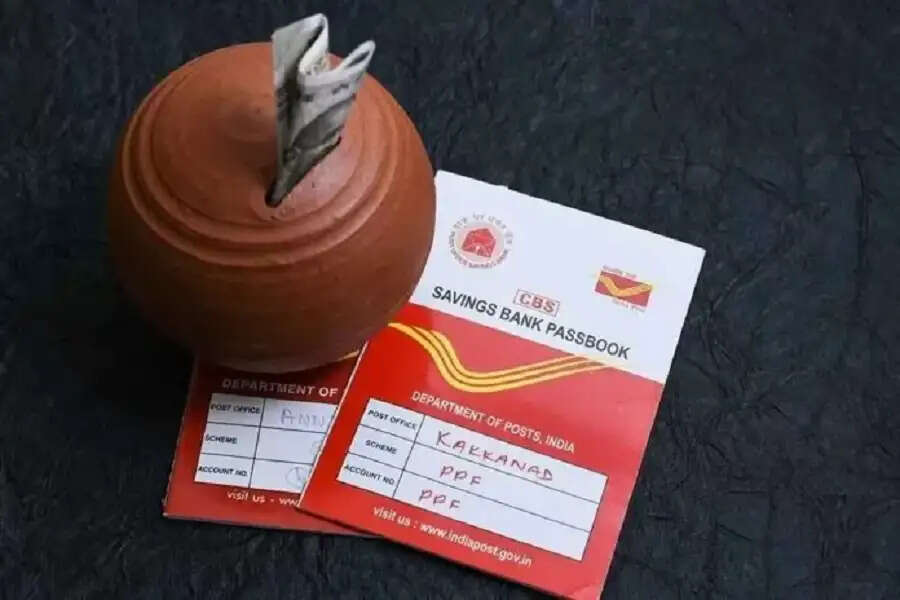 CBS
SAVINGS BANK PASSBOOK
DEPARTMENT OF POSTS, INDIA
POST OFFICE KAKKANAD
SCHEME PPF
ACCOUNT NO. PPF
visit us : www.indiapost.gov.in
DEPARTMENT OF
POST OFFICE
SCHEME
ACCOUNT NO.
visit us -